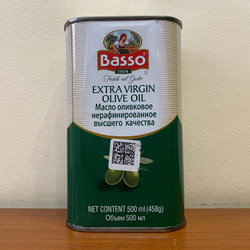 Basso
1904
Fedeli nel Gusto
EXTRA VIRGIN
OLIVE OIL
Масло оливковое
нерафинированное
высшего качества
NET CONTENT 500 ml (458g)
Объем 500 мл